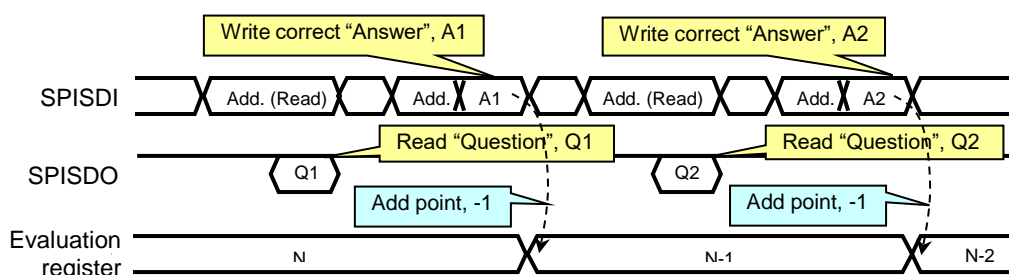 Write correct “Answer”, A1
Write correct “Answer”, A2
SPISDI
Add. (Read)
Add.
A1
Add. (Read)
Add.
A2
Read “Question”, Q1
Read “Question”, Q2
SPISDO
Q1
Q2
Add point, -1
Add point, -1
Evaluation
register
N
N-1
N-2